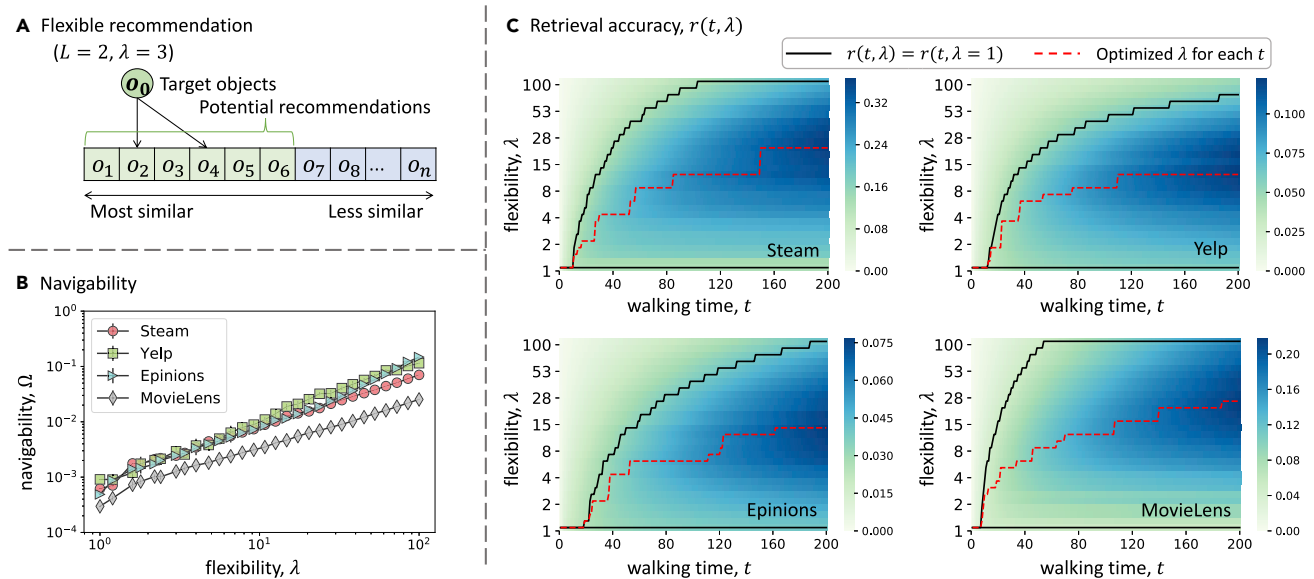 A Flexible recommendation
(L = 2, λ = 3)
o0 Target objects
Potential recommendations
o1 o2 o3 o4 o5 o6 o7 o8 ... on
Most similar Less similar
B Navigability
navigability, Ω
10^0
10^−1
10^−2
10^−3
10^−4
Steam
Yelp
Epinions
MovieLens
10^0 10^1 10^2
flexibility, λ
C Retrieval accuracy, r(t, λ)
r(t, λ) = r(t, λ = 1) Optimized λ for each t
flexibility, λ
100
53
28
15
8
4
2
1
Steam
0 40 80 120 160 200
walking time, t
0.32
0.24
0.16
0.08
0.00
flexibility, λ
100
53
28
15
8
4
2
1
Yelp
0 40 80 120 160 200
walking time, t
0.100
0.075
0.050
0.025
0.000
flexibility, λ
100
53
28
15
8
4
2
1
Epinions
0 40 80 120 160 200
walking time, t
0.075
0.060
0.045
0.030
0.015
0.000
flexibility, λ
100
53
28
15
8
4
2
1
MovieLens
0 40 80 120 160 200
walking time, t
0.20
0.16
0.12
0.08
0.04
0.00